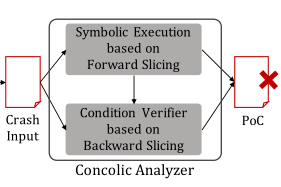 Symbolic Execution
based on
Forward Slicing
Crash
Input
Condition Verifier
based on
Backward Slicing
PoC
Concolic Analyzer